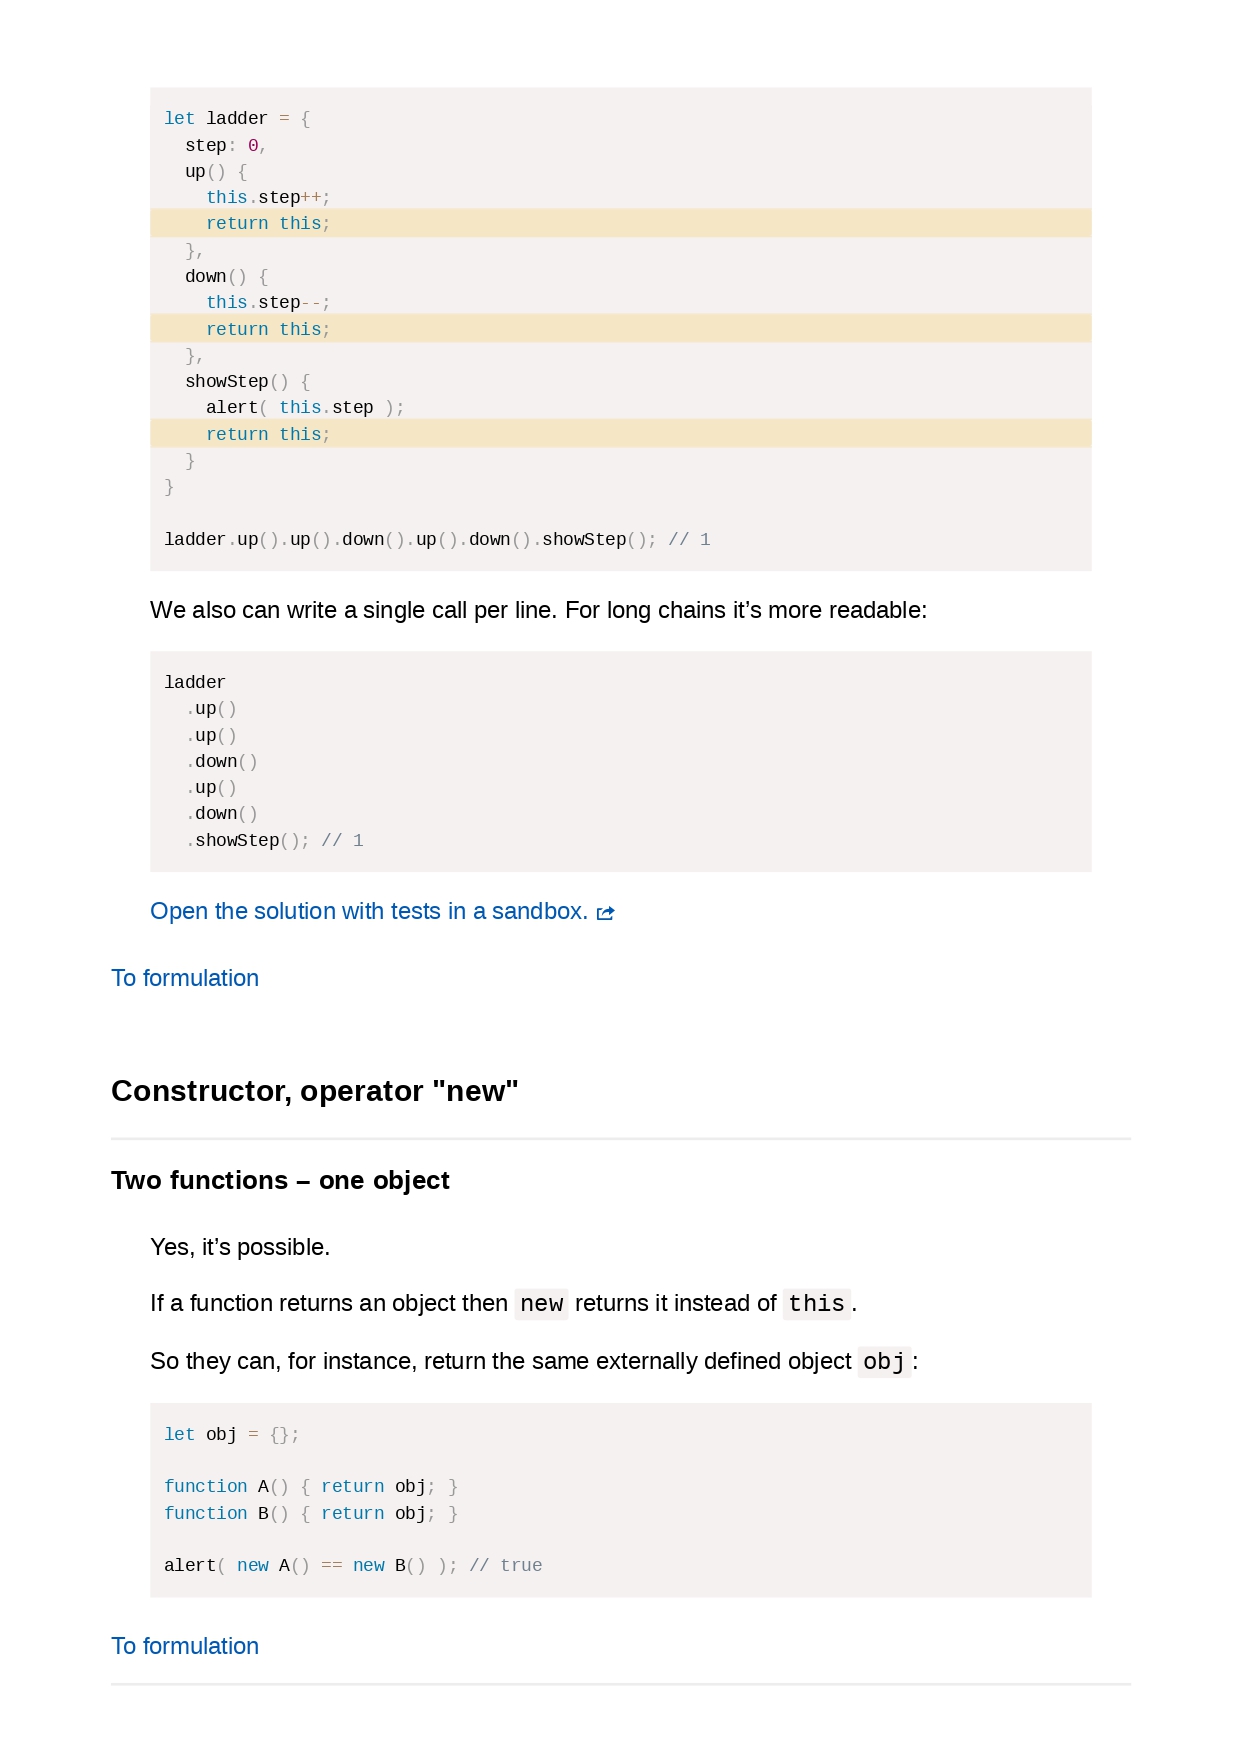 let ladder = {
  step: 0,
  up() {
    this.step++;
    return this;
  },
  down() {
    this.step--;
    return this;
  },
  showStep() {
    alert( this.step );
    return this;
  }
}

ladder.up().up().down().up().down().showStep(); // 1
We also can write a single call per line. For long chains it’s more readable:
ladder
  .up()
  .up()
  .down()
  .up()
  .down()
  .showStep(); // 1
Open the solution with tests in a sandbox.
To formulation
Constructor, operator "new"
Two functions – one object
Yes, it’s possible.
If a function returns an object then new returns it instead of this.
So they can, for instance, return the same externally defined object obj:
let obj = {};

function A() { return obj; }
function B() { return obj; }

alert( new A() == new B() ); // true
To formulation